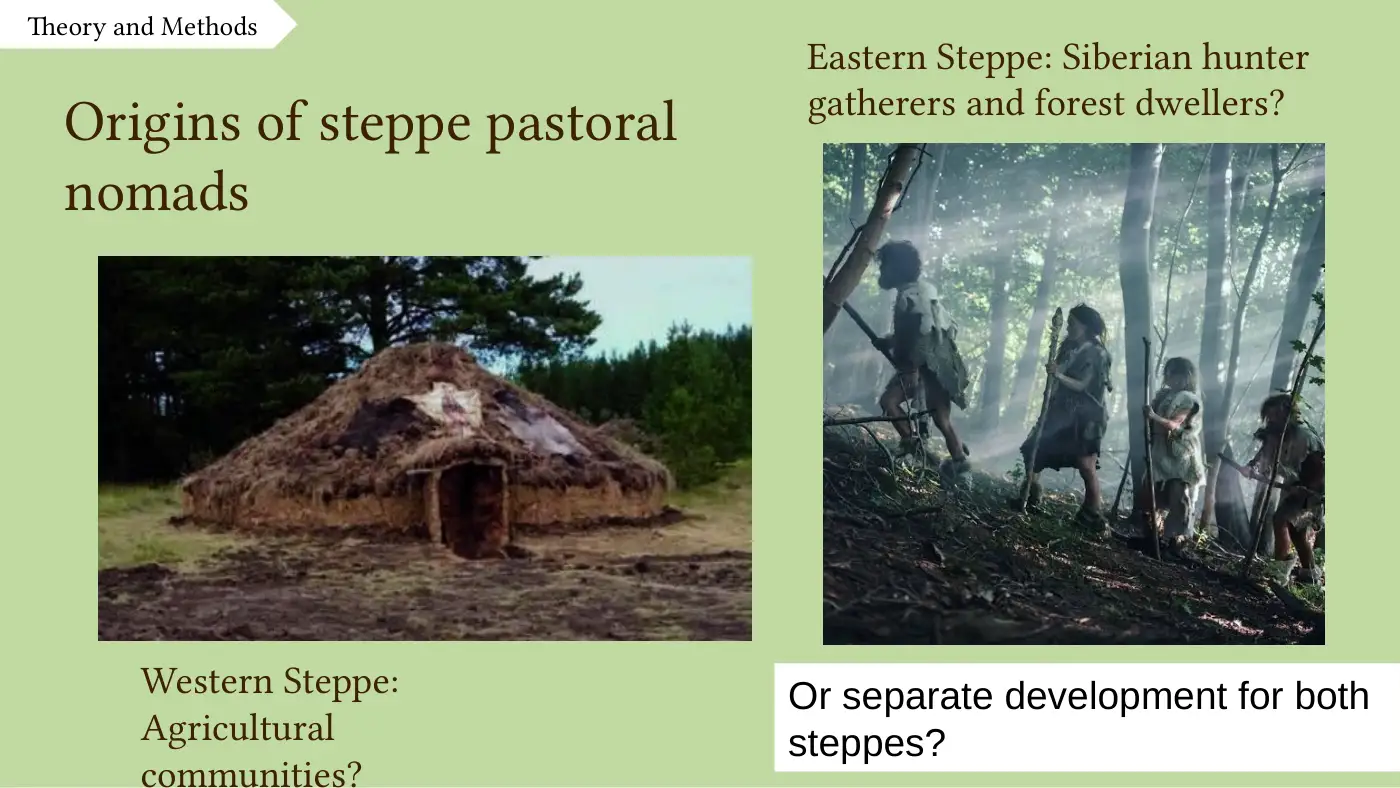 Theory and Methods
Origins of steppe pastoral
nomads
Western Steppe:
Agricultural
communities?
Eastern Steppe: Siberian hunter
gatherers and forest dwellers?
Or separate development for both
steppes?